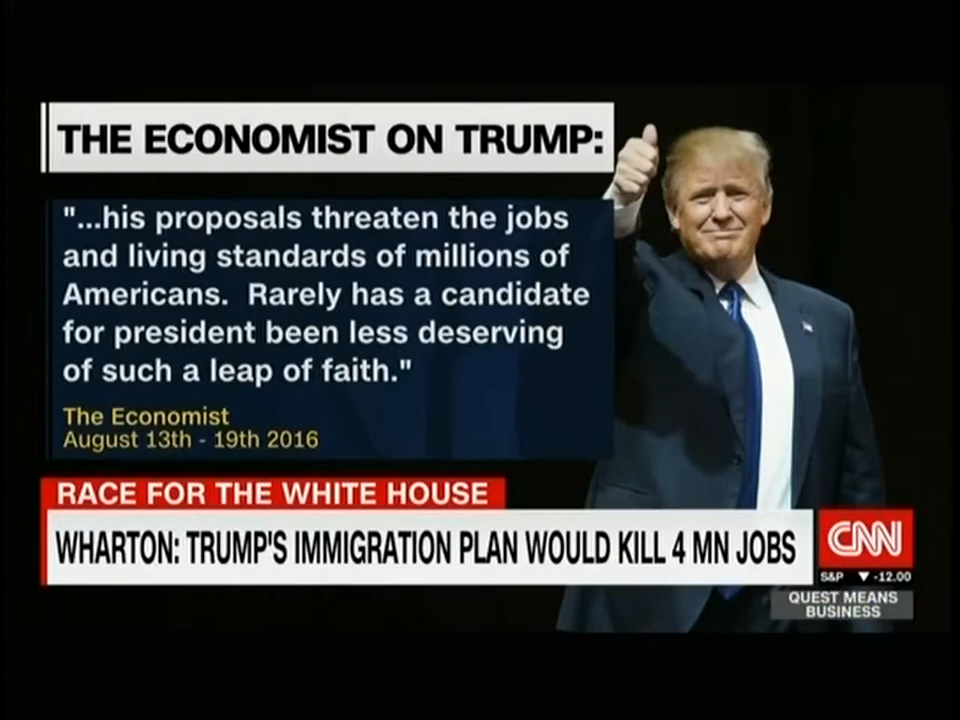 THE ECONOMIST ON TRUMP:
"...his proposals threaten the jobs
and living standards of millions of
Americans. Rarely has a candidate
for president been less deserving
of such a leap of faith."
The Economist
August 13th - 19th 2016
RACE FOR THE WHITE HOUSE
WHARTON: TRUMP'S IMMIGRATION PLAN WOULD KILL 4 MN JOBS
CNN
S&P ▼ -12.00
QUEST MEANS
BUSINESS